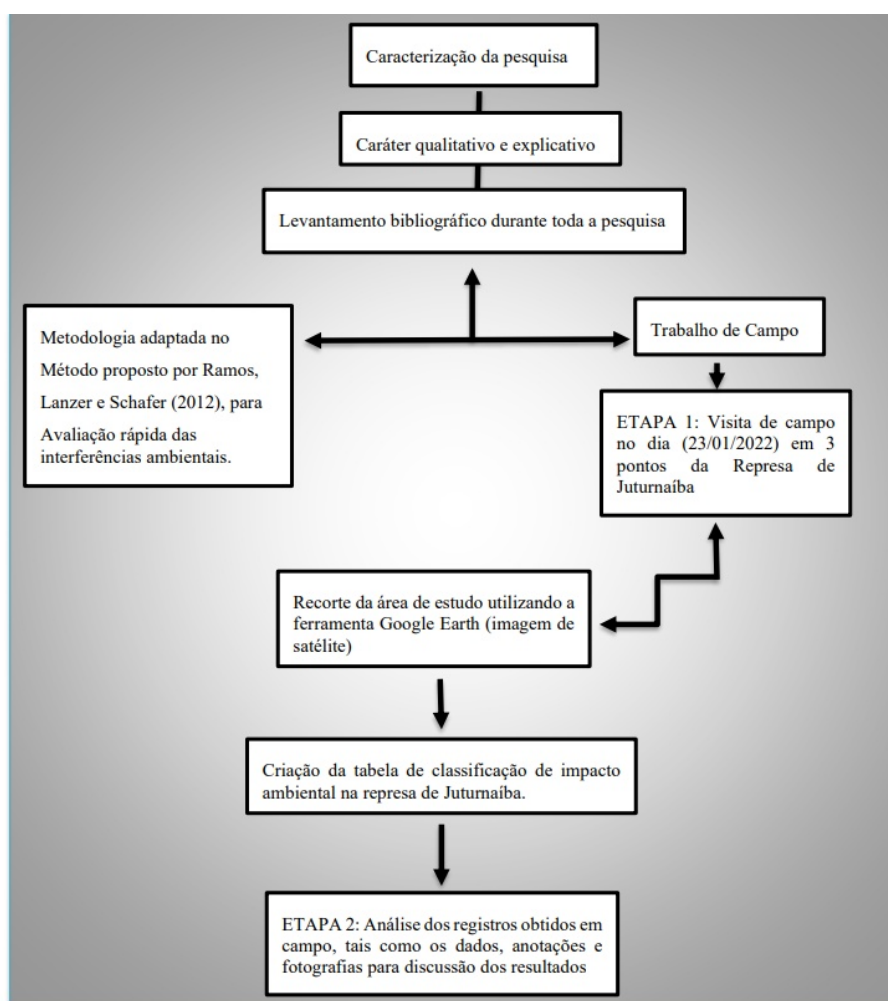 Caracterização da pesquisa
Caráter qualitativo e explicativo
Levantamento bibliográfico durante toda a pesquisa
Metodologia adaptada no
Método proposto por Ramos,
Lanzer e Schafer (2012), para
Avaliação rápida das
interferências ambientais.
Trabalho de Campo
ETAPA 1: Visita de campo
no dia (23/01/2022) em 3
pontos da Represa de
Juturnaíba
Recorte da área de estudo utilizando a
ferramenta Google Earth (imagem de
satélite)
Criação da tabela de classificação de impacto
ambiental na represa de Juturnaíba.
ETAPA 2: Análise dos registros obtidos em
campo, tais como os dados, anotações e
fotografias para discussão dos resultados